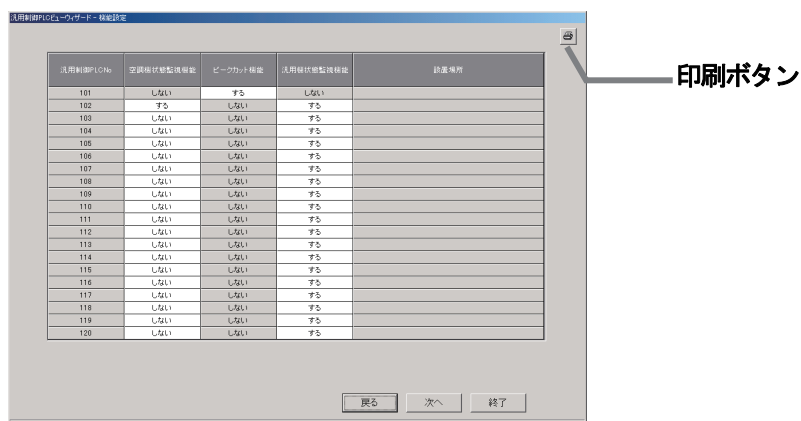 汎用制御PLCビューウィザード - 機能設定
印刷ボタン
汎用制御PLCNo 空調機状態監視機能 ピークカット機能 汎用機状態監視機能 設置場所
101 しない する しない
102 する しない する
103 しない しない する
104 しない しない する
105 しない しない する
106 しない しない する
107 しない しない する
108 しない しない する
109 しない しない する
110 しない しない する
111 しない しない する
112 しない しない する
113 しない しない する
114 しない しない する
115 しない しない する
116 しない しない する
117 しない しない する
118 しない しない する
119 しない しない する
120 しない しない する
戻る 次へ 終了